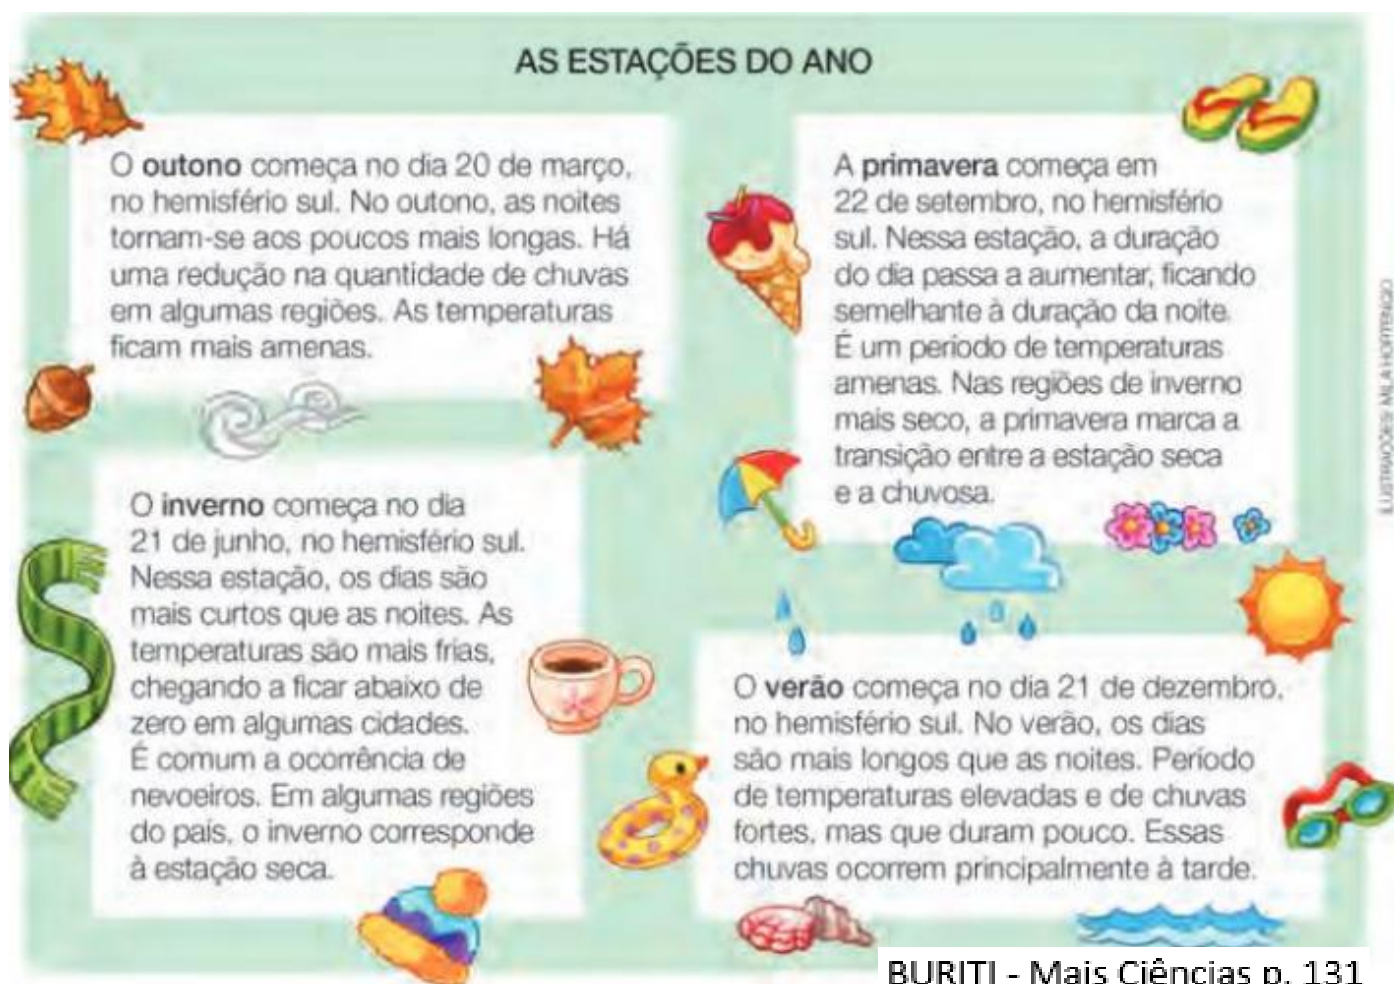 AS ESTAÇÕES DO ANO
O outono começa no dia 20 de março,
no hemisfério sul. No outono, as noites
tornam-se aos poucos mais longas. Há
uma redução na quantidade de chuvas
em algumas regiões. As temperaturas
ficam mais amenas.
O inverno começa no dia
21 de junho, no hemisfério sul.
Nessa estação, os dias são
mais curtos que as noites. As
temperaturas são mais frias,
chegando a ficar abaixo de
zero em algumas cidades.
É comum a ocorrência de
nevoeiros. Em algumas regiões
do país, o inverno corresponde
à estação seca.
A primavera começa em
22 de setembro, no hemisfério
sul. Nessa estação, a duração
do dia passa a aumentar, ficando
semelhante à duração da noite.
É um período de temperaturas
amenas. Nas regiões de inverno
mais seco, a primavera marca a
transição entre a estação seca
e a chuvosa.
O verão começa no dia 21 de dezembro,
no hemisfério sul. No verão, os dias
são mais longos que as noites. Período
de temperaturas elevadas e de chuvas
fortes, mas que duram pouco. Essas
chuvas ocorrem principalmente à tarde.
BURITI - Mais Ciências p. 131